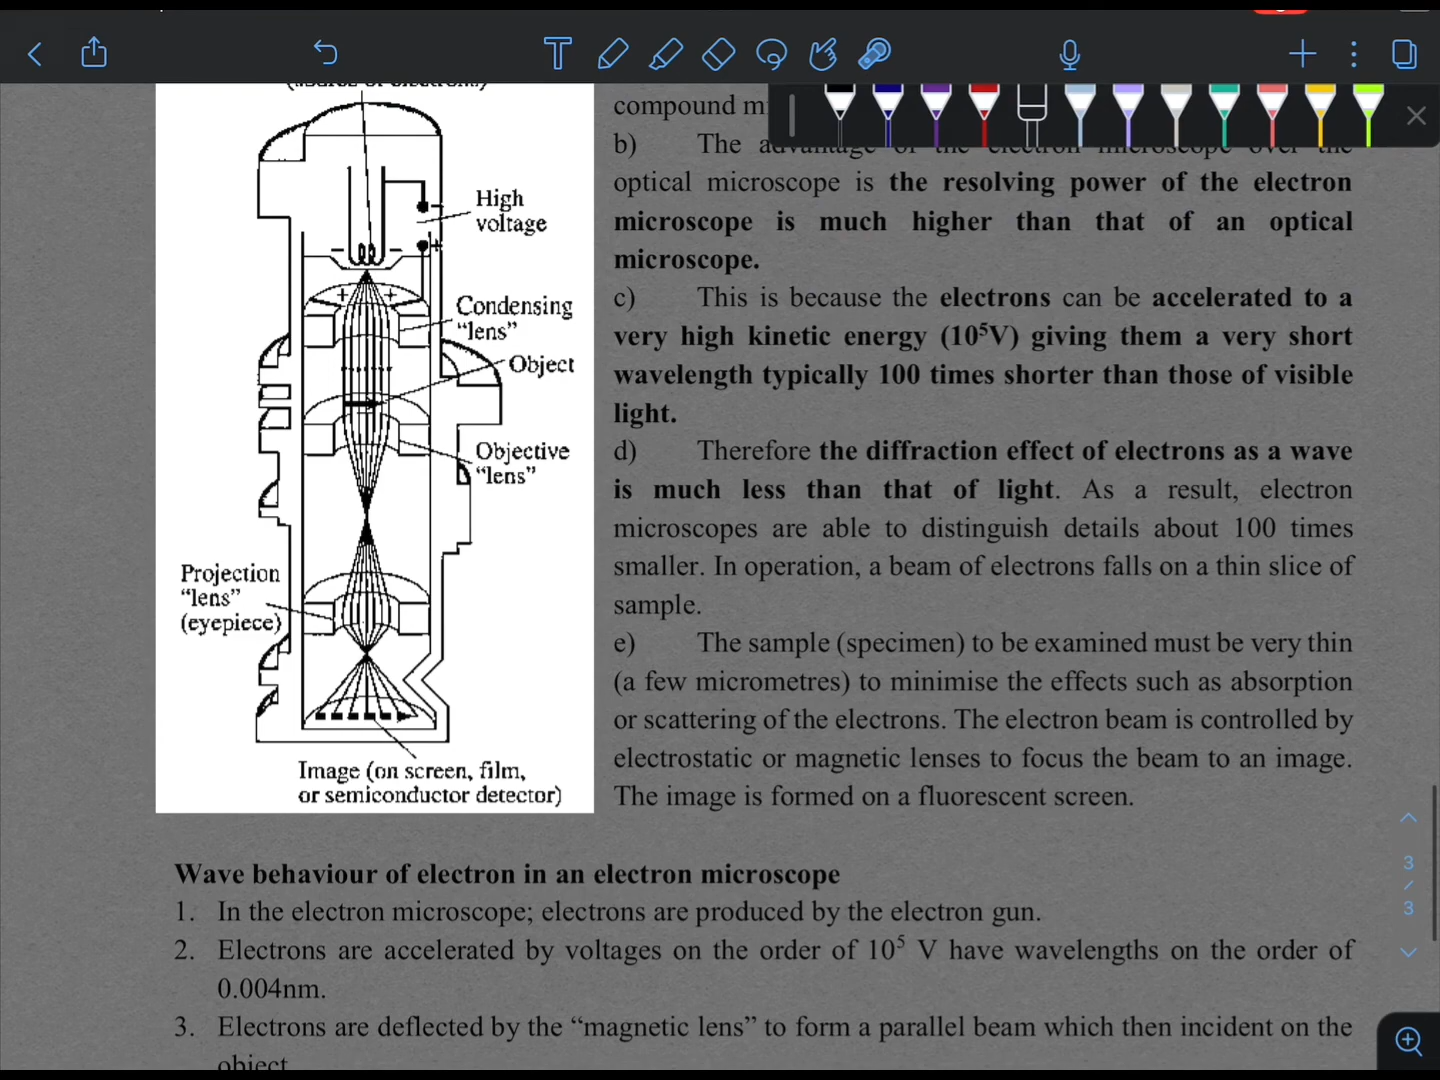 High
voltage
Condensing
“lens”
Object
Objective
“lens”
Projection
“lens”
(eyepiece)
Image (on screen, film,
or semiconductor detector)
compound
b) The advantage of the electron microscope over the
optical microscope is the resolving power of the electron
microscope is much higher than that of an optical
microscope.
c) This is because the electrons can be accelerated to a
very high kinetic energy (10⁵V) giving them a very short
wavelength typically 100 times shorter than those of visible
light.
d) Therefore the diffraction effect of electrons as a wave
is much less than that of light. As a result, electron
microscopes are able to distinguish details about 100 times
smaller. In operation, a beam of electrons falls on a thin slice of
sample.
e) The sample (specimen) to be examined must be very thin
(a few micrometres) to minimise the effects such as absorption
or scattering of the electrons. The electron beam is controlled by
electrostatic or magnetic lenses to focus the beam to an image.
The image is formed on a fluorescent screen.
3
/
3
Wave behaviour of electron in an electron microscope
1. In the electron microscope; electrons are produced by the electron gun.
2. Electrons are accelerated by voltages on the order of 10⁵ V have wavelengths on the order of
0.004nm.
3. Electrons are deflected by the “magnetic lens” to form a parallel beam which then incident on the
object